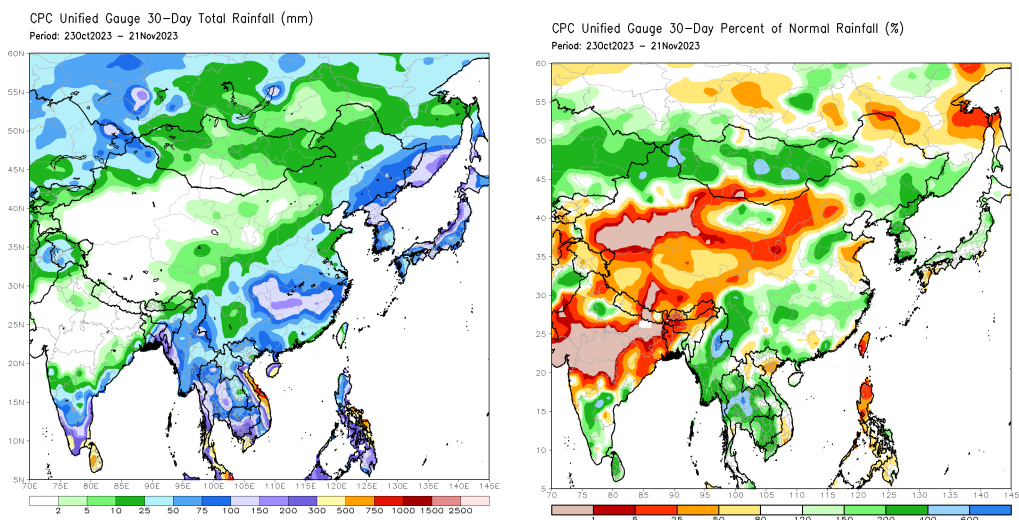 CPC Unified Gauge 30-Day Total Rainfall (mm)
Period: 23Oct2023 - 21Nov2023
60N
55N
50N
45N
40N
35N
30N
25N
20N
15N
10N
5N
70E 75E 80E 85E 90E 95E 100E 105E 110E 115E 120E 125E 130E 135E 140E 145E
2 5 10 25 50 75 100 150 200 300 500 750 1000 1500 2500
CPC Unified Gauge 30-Day Percent of Normal Rainfall (%)
Period: 23Oct2023 - 21Nov2023
60
55
50
45
40
35
30
25
20
15
10
5
70 75 80 85 90 95 100 105 110 115 120 125 130 135 140 145
1 5 25 50 80 120 150 200 400 600